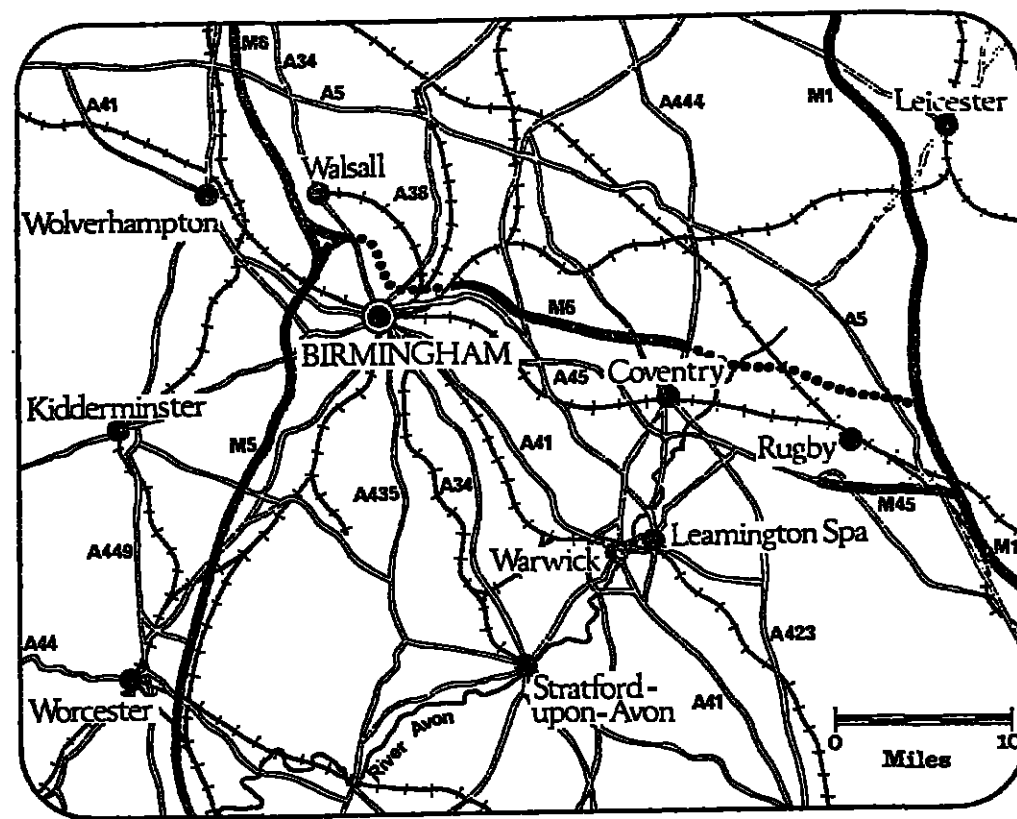 M6
A34
A5
A41
A444
M1
Leicester
Walsall
A38
Wolverhampton
M6
A5
BIRMINGHAM
A45
Coventry
Kidderminster
M5
A41
Rugby
A435
A34
M45
A449
Warwick
Leamington Spa
M1
A44
A423
Worcester
Stratford-
upon-Avon
A41
River Avon
0 10
Miles